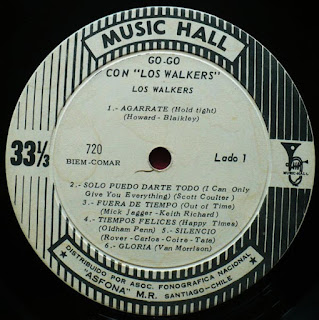 MUSIC HALL
GO-GO
CON "LOS WALKERS"
LOS WALKERS
1.- AGARRATE (Hold tight)
(Howard - Blaikley)
33⅓
720
BIEM-COMAR
Lado 1
MUSIC-HALL
2.- SOLO PUEDO DARTE TODO (I Can Only
Give You Everything) (Scott Coulter)
3.- FUERA DE TIEMPO (Out of Time)
(Mick Jagger-Keith Richard)
4.- TIEMPOS FELICES (Happy Times)
(Oldham Penn) 5.- SILENCIO
(Rover-Carlos-Coire-Tata)
6.- GLORIA (Van Morrison)
DISTRIBUIDO POR ASOC. FONOGRAFICA NACIONAL
"ASFONA" M.R. SANTIAGO-CHILE